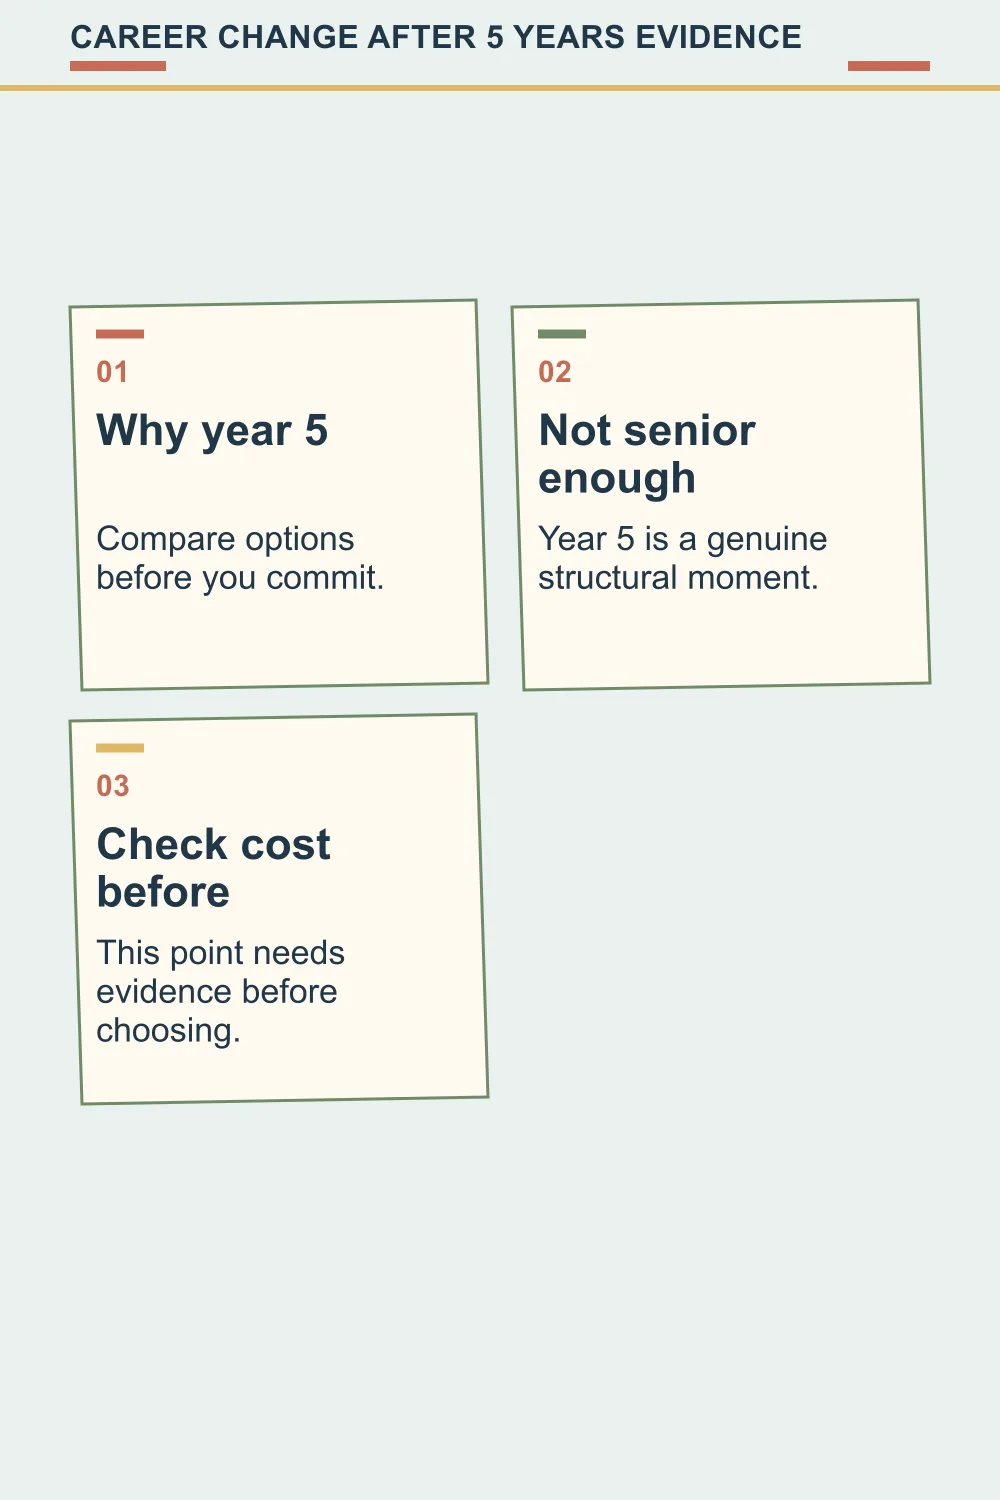 CAREER CHANGE AFTER 5 YEARS EVIDENCE
01
Why year 5
Compare options
before you commit.
02
Not senior
enough
Year 5 is a genuine
structural moment.
03
Check cost
before
This point needs
evidence before
choosing.